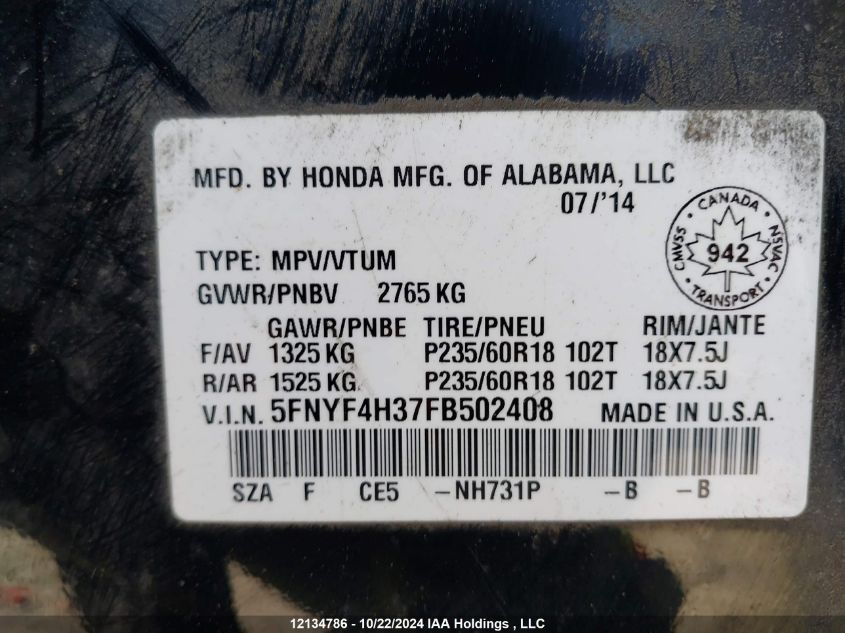 MFD. BY HONDA MFG. OF ALABAMA, LLC
07/'14
CANADA
CMVSS 942 NSVAC
TRANSPORT
TYPE: MPV/VTUM
GVWR/PNBV 2765 KG
GAWR/PNBE TIRE/PNEU RIM/JANTE
F/AV 1325 KG P235/60R18 102T 18X7.5J
R/AR 1525 KG P235/60R18 102T 18X7.5J
V.I.N. 5FNYF4H37FB502408 MADE IN U.S.A.
SZA F CE5 -NH731P -B -B
12134786 - 10/22/2024 IAA Holdings , LLC